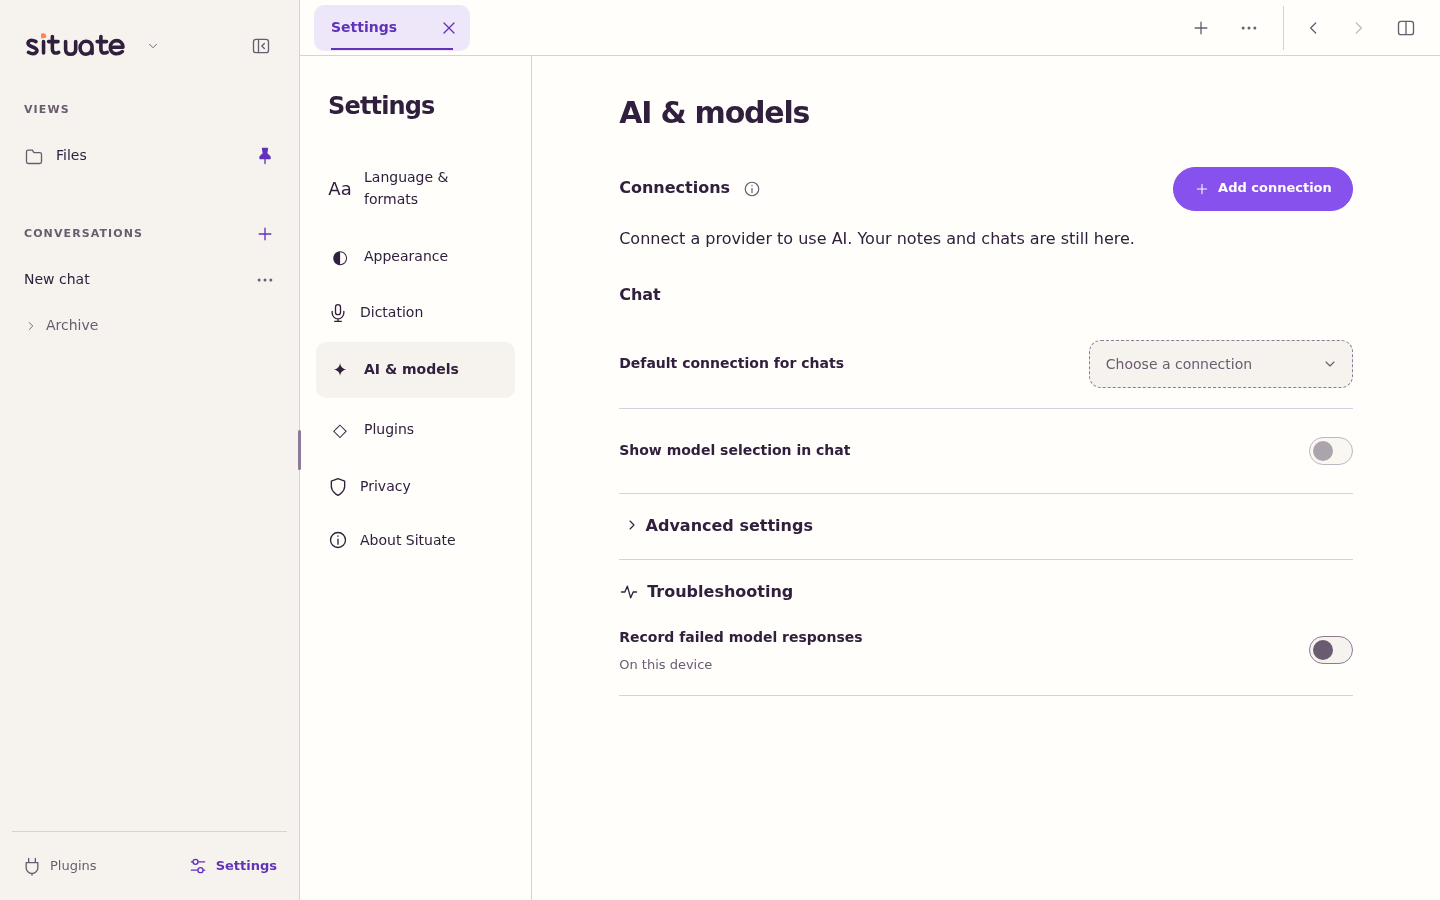 situate
VIEWS
Files
CONVERSATIONS
New chat
Archive
Plugins
Settings
Settings
Settings
Aa
Language &
formats
Appearance
Dictation
AI & models
Plugins
Privacy
About Situate
AI & models
Connections
Add connection
Connect a provider to use AI. Your notes and chats are still here.
Chat
Default connection for chats
Choose a connection
Show model selection in chat
Advanced settings
Troubleshooting
Record failed model responses
On this device